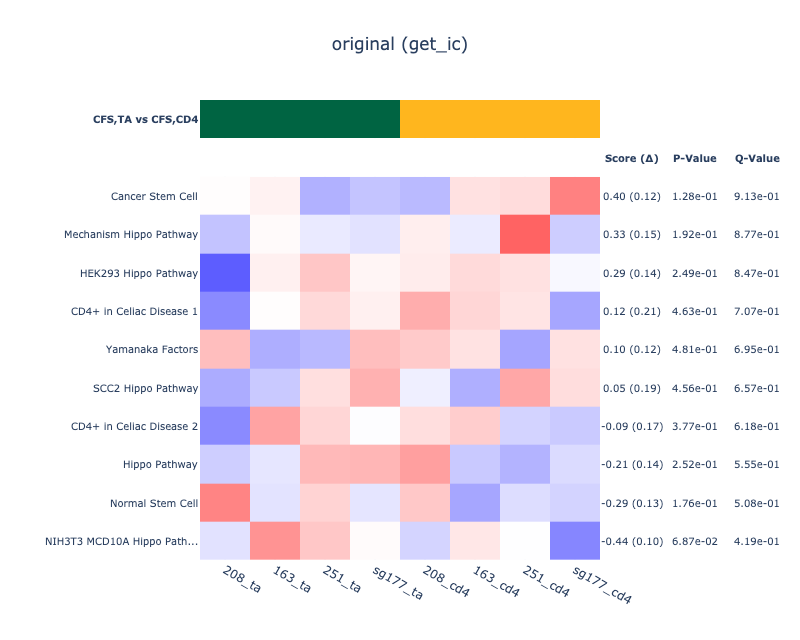 original (get_ic)
CFS,TA vs CFS,CD4
Score (Δ) P-Value Q-Value
Cancer Stem Cell 0.40 (0.12) 1.28e-01 9.13e-01
Mechanism Hippo Pathway 0.33 (0.15) 1.92e-01 8.77e-01
HEK293 Hippo Pathway 0.29 (0.14) 2.49e-01 8.47e-01
CD4+ in Celiac Disease 1 0.12 (0.21) 4.63e-01 7.07e-01
Yamanaka Factors 0.10 (0.12) 4.81e-01 6.95e-01
SCC2 Hippo Pathway 0.05 (0.19) 4.56e-01 6.57e-01
CD4+ in Celiac Disease 2 -0.09 (0.17) 3.77e-01 6.18e-01
Hippo Pathway -0.21 (0.14) 2.52e-01 5.55e-01
Normal Stem Cell -0.29 (0.13) 1.76e-01 5.08e-01
NIH3T3 MCD10A Hippo Path... -0.44 (0.10) 6.87e-02 4.19e-01
208_ta 163_ta 251_ta sg177_ta 208_cd4 163_cd4 251_cd4 sg177_cd4